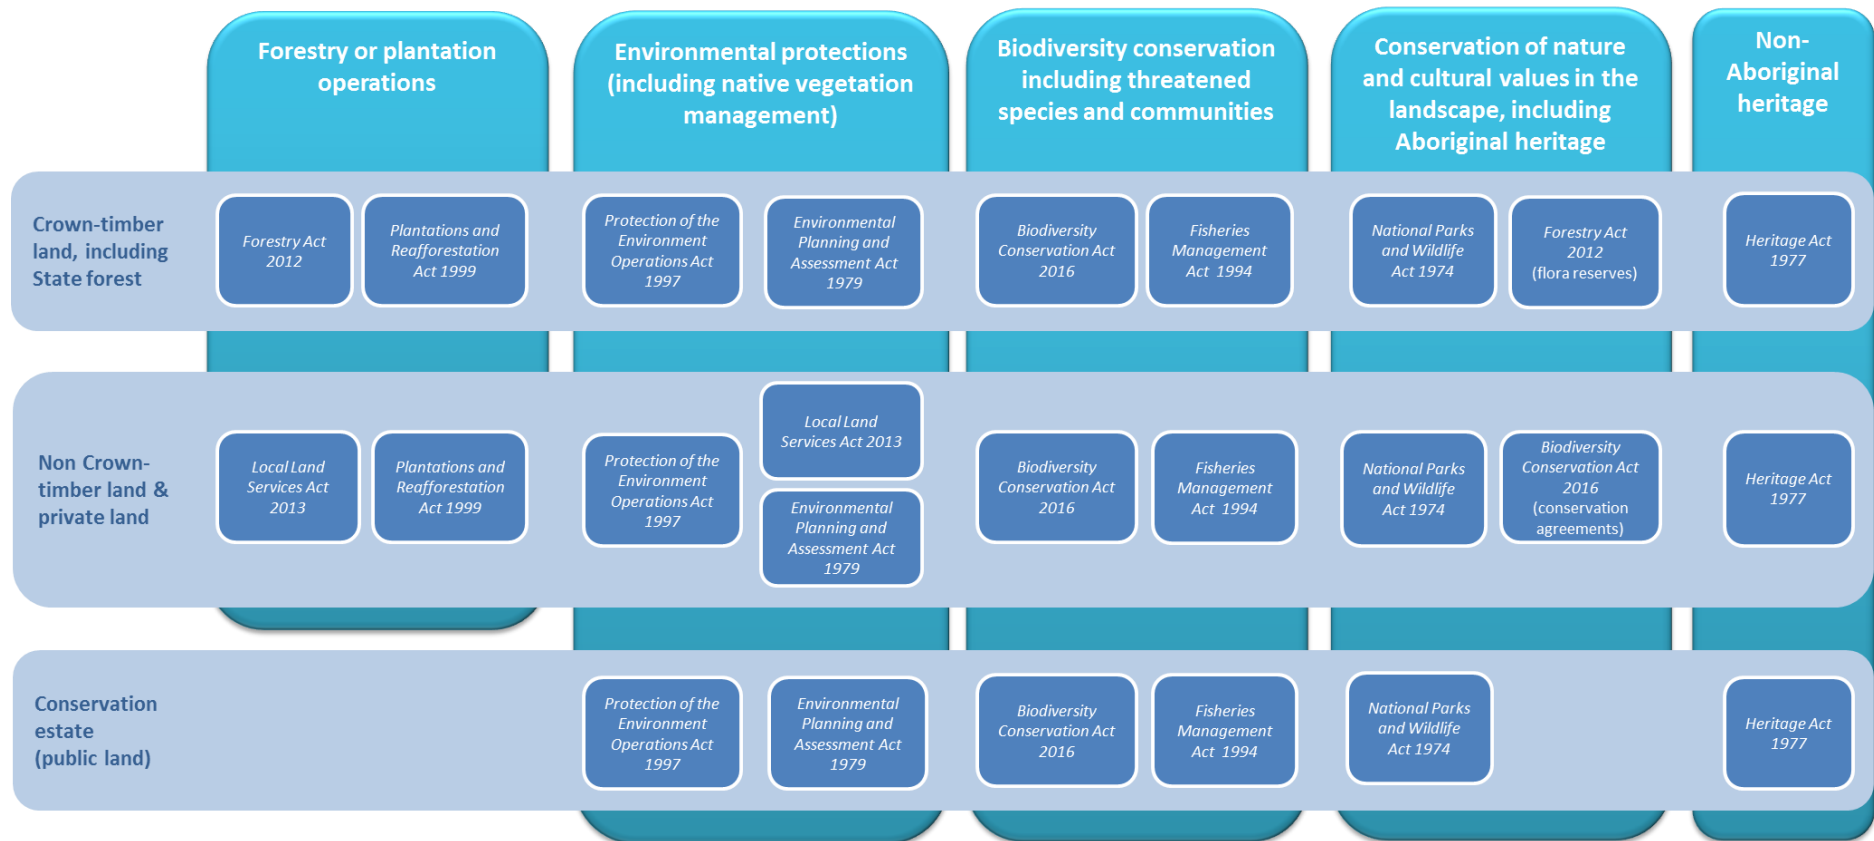 Forestry or plantation
operations
Environmental protections
(including native vegetation
management)
Biodiversity conservation
including threatened
species and communities
Conservation of nature
and cultural values in the
landscape, including
Aboriginal heritage
Non-
Aboriginal
heritage
Crown-timber
land, including
State forest
Forestry Act
2012
Plantations and
Reafforestation
Act 1999
Protection of the
Environment
Operations Act
1997
Environmental
Planning and
Assessment Act
1979
Biodiversity
Conservation Act
2016
Fisheries
Management
Act 1994
National Parks
and Wildlife
Act 1974
Forestry Act
2012
(flora reserves)
Heritage Act
1977
Non Crown-
timber land &
private land
Local Land
Services Act
2013
Plantations and
Reafforestation
Act 1999
Protection of the
Environment
Operations Act
1997
Local Land
Services Act 2013
Environmental
Planning and
Assessment Act
1979
Biodiversity
Conservation Act
2016
Fisheries
Management
Act 1994
National Parks
and Wildlife
Act 1974
Biodiversity
Conservation Act
2016
(conservation
agreements)
Heritage Act
1977
Conservation
estate
(public land)
Protection of the
Environment
Operations Act
1997
Environmental
Planning and
Assessment Act
1979
Biodiversity
Conservation Act
2016
Fisheries
Management
Act 1994
National Parks
and Wildlife
Act 1974
Heritage Act
1977